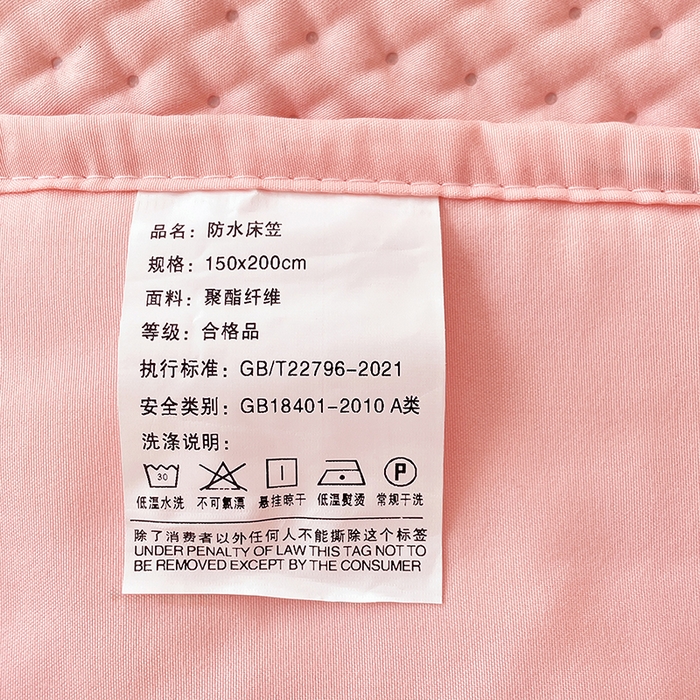 品名：防水床笠
规格：150x200cm
面料：聚酯纤维
等级：合格品
执行标准：GB/T22796-2021
安全类别：GB18401-2010 A类
洗涤说明：
30 P
低温水洗 不可氯漂 悬挂晾干 低温熨烫 常规干洗
除了消费者以外任何人不能撕除这个标签
UNDER PENALTY OF LAW THIS TAG NOT TO
BE REMOVED EXCEPT BY THE CONSUMER